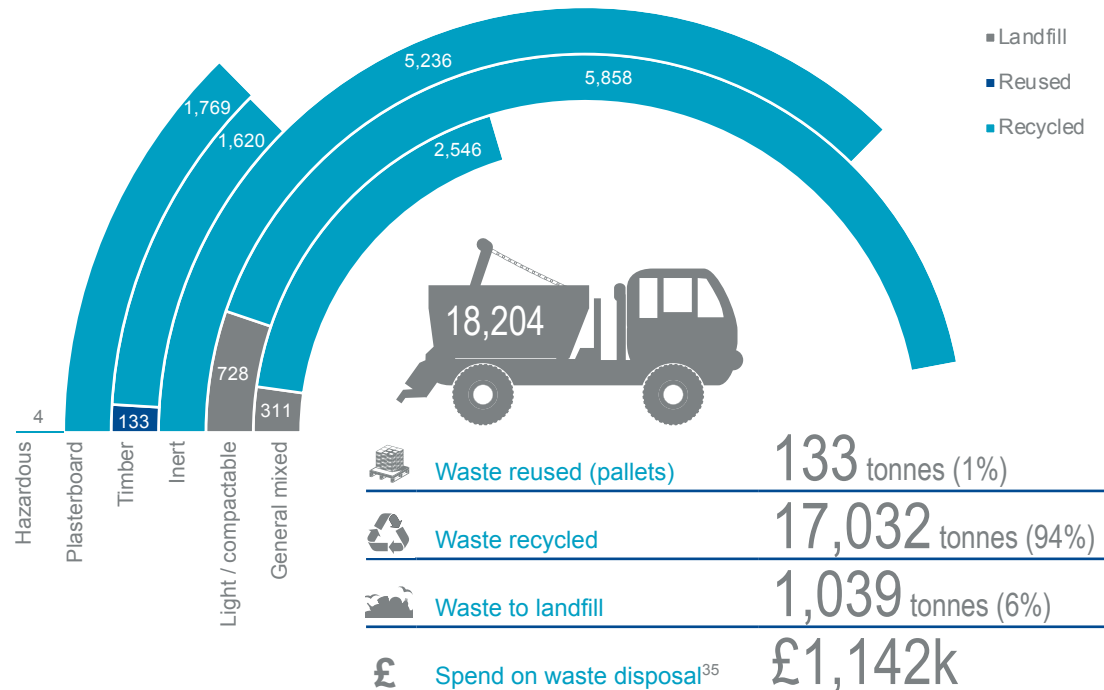 Landfill
Reused
Recycled
5,236
5,858
1,769
1,620
2,546
18,204
728
311
133
4
Hazardous
Plasterboard
Timber
Inert
Light / compactable
General mixed
Waste reused (pallets) 133 tonnes (1%)
Waste recycled 17,032 tonnes (94%)
Waste to landfill 1,039 tonnes (6%)
£ Spend on waste disposal35 £1,142k